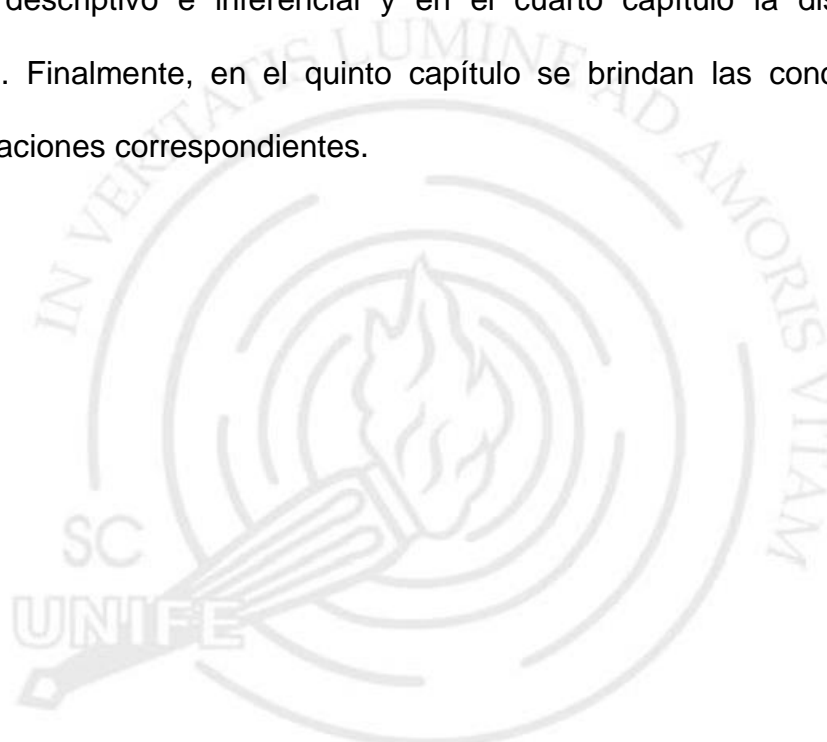 descriptivo e inferencial y en el cuarto capítulo la dis
. Finalmente, en el quinto capítulo se brindan las conc
aciones correspondientes.
IN VERITATIS LUMINE AD AMORIS VITAM
SC
UNIFE